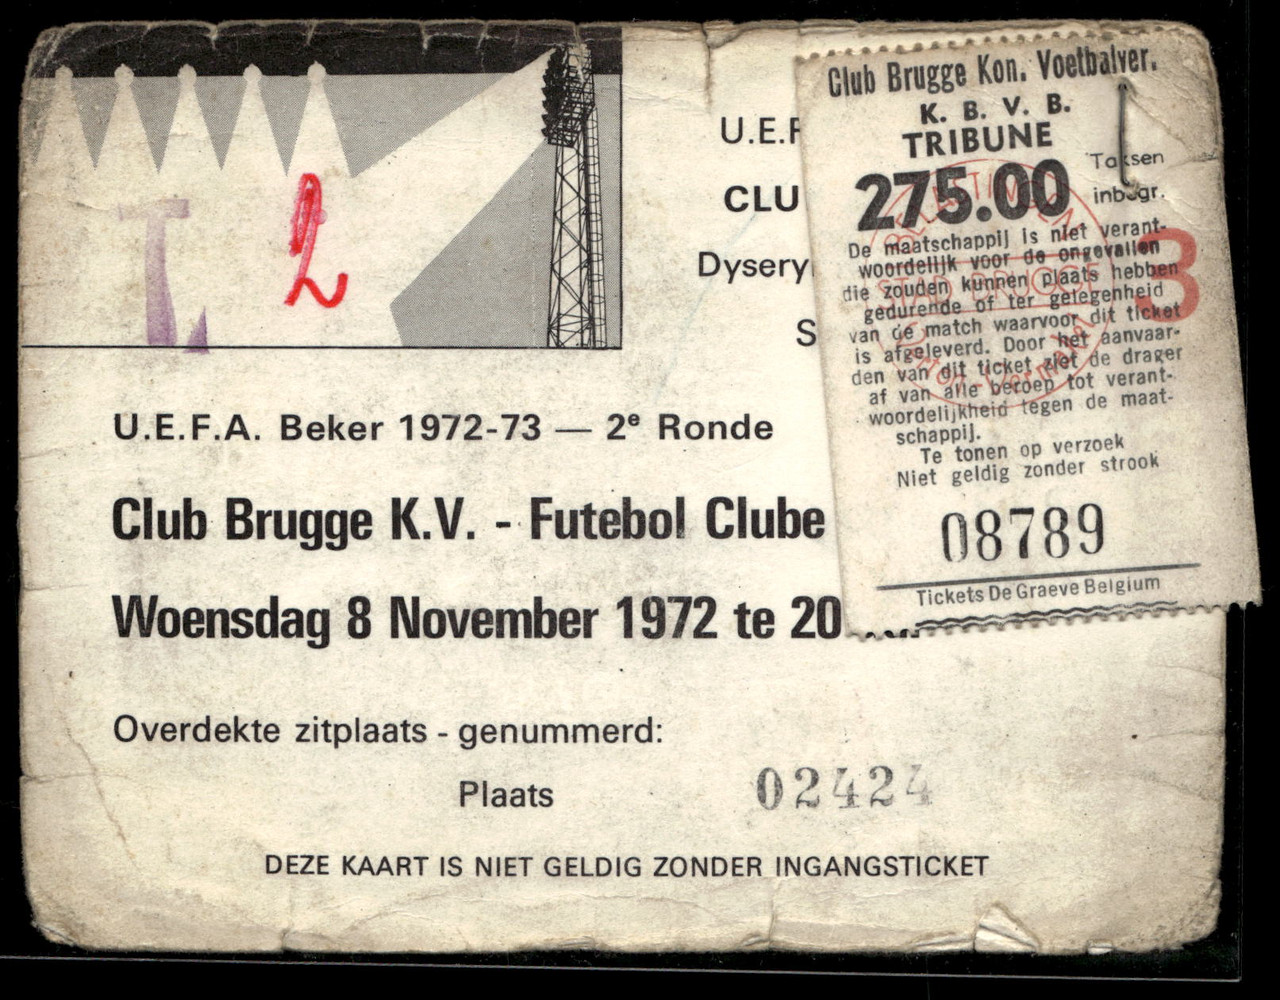 U.E.F
CLU
Dysery
S
L 2
U.E.F.A. Beker 1972-73 — 2e Ronde
Club Brugge K.V. - Futebol Clube
Woensdag 8 November 1972 te 20
Overdekte zitplaats - genummerd:
Plaats 02424
DEZE KAART IS NIET GELDIG ZONDER INGANGSTICKET
Club Brugge Kon. Voetbalver.
K. B. V. B.
TRIBUNE
275.00 Taksen
inbegr.
De maatschappij is niet verant-
woordelijk voor de ongevallen
die zouden kunnen plaats hebben
gedurende of ter gelegenheid
van de match waarvoor dit ticket
is afgeleverd. Door het aanvaar-
den van dit ticket ziet de drager
af van alle beroep tot verant-
woordelijkheid tegen de maat-
schappij.
Te tonen op verzoek
Niet geldig zonder strook
3
STAD BRUGGE
08789
Tickets De Graeve Belgium